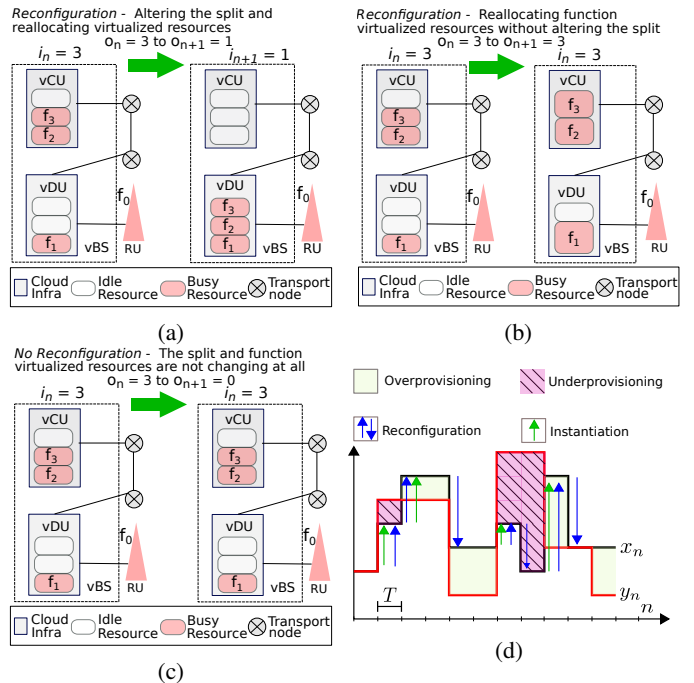 Reconfiguration - Altering the split and
reallocating virtualized resources
oₙ = 3 to oₙ₊₁ = 1
iₙ = 3
iₙ₊₁ = 1
vCU
f₃
f₂
vDU
f₁
vBS
f₀
RU
vCU
vDU
f₃
f₂
f₁
vBS
f₀
RU
Cloud Infra
Idle Resource
Busy Resource
Transport node
(a)
Reconfiguration - Reallocating function
virtualized resources without altering the split
oₙ = 3 to oₙ₊₁ = 3
iₙ = 3
iₙ = 3
vCU
f₃
f₂
vDU
f₁
vBS
f₀
RU
vCU
f₃
f₂
vDU
f₁
vBS
f₀
RU
Cloud Infra
Idle Resource
Busy Resource
Transport node
(b)
No Reconfiguration - The split and function
virtualized resources are not changing at all
oₙ = 3 to oₙ₊₁ = 0
iₙ = 3
iₙ = 3
vCU
f₃
f₂
vDU
f₁
vBS
f₀
RU
vCU
f₃
f₂
vDU
f₁
vBS
f₀
RU
Cloud Infra
Idle Resource
Busy Resource
Transport node
(c)
Overprovisioning
Underprovisioning
Reconfiguration
Instantiation
xₙ
yₙ
T
n
(d)